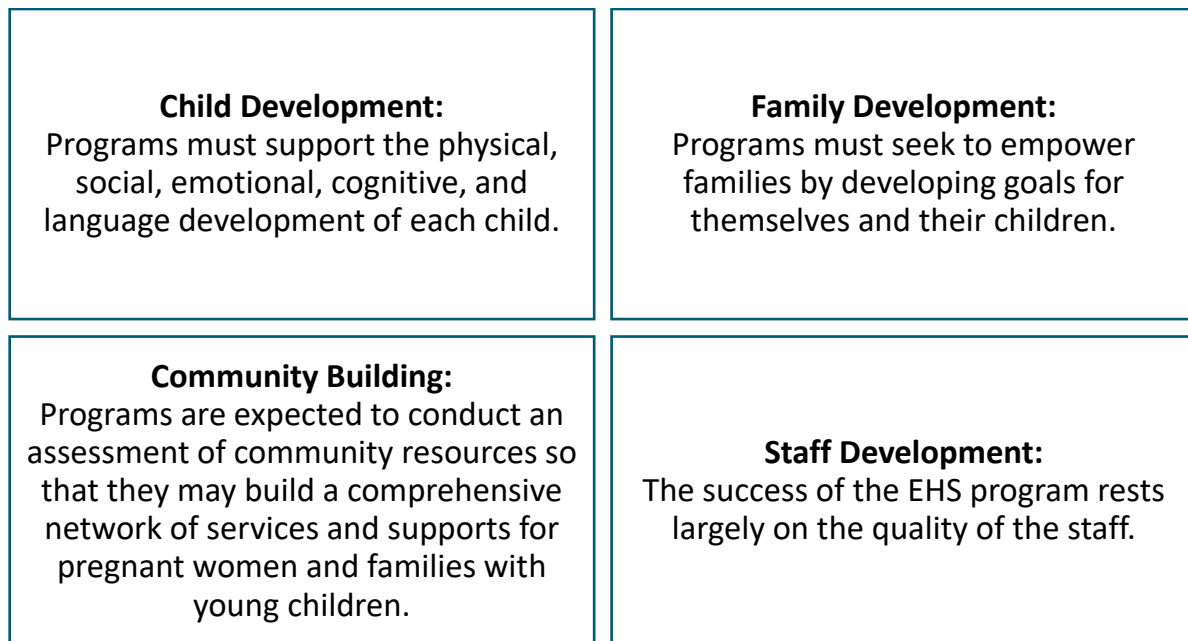 Child Development:
Programs must support the physical,
social, emotional, cognitive, and
language development of each child.
Family Development:
Programs must seek to empower
families by developing goals for
themselves and their children.
Community Building:
Programs are expected to conduct an
assessment of community resources so
that they may build a comprehensive
network of services and supports for
pregnant women and families with
young children.
Staff Development:
The success of the EHS program rests
largely on the quality of the staff.